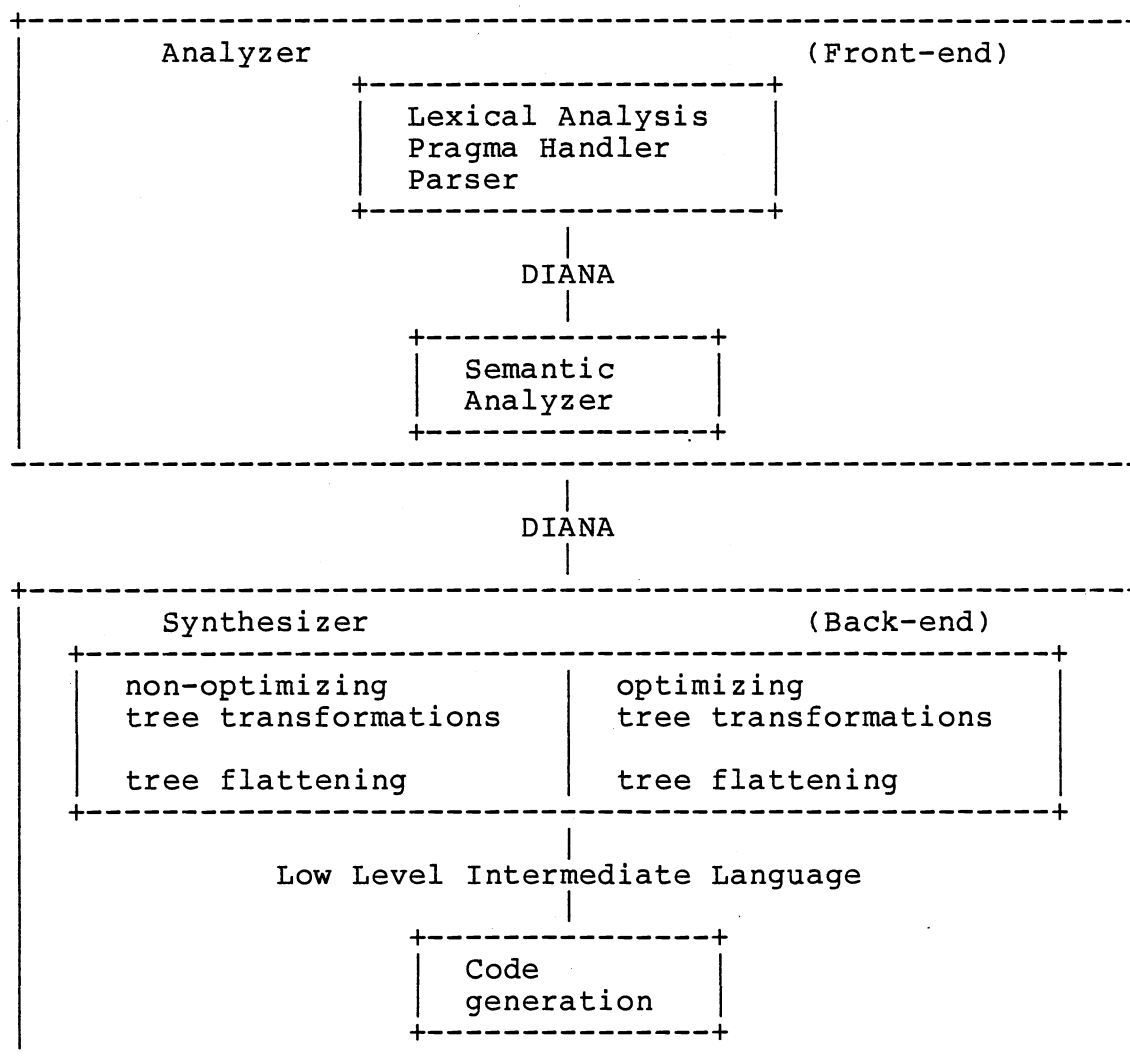 Analyzer (Front-end)
Lexical Analysis
Pragma Handler
Parser
DIANA
Semantic
Analyzer
DIANA
Synthesizer (Back-end)
non-optimizing optimizing
tree transformations tree transformations
tree flattening tree flattening
Low Level Intermediate Language
Code
generation